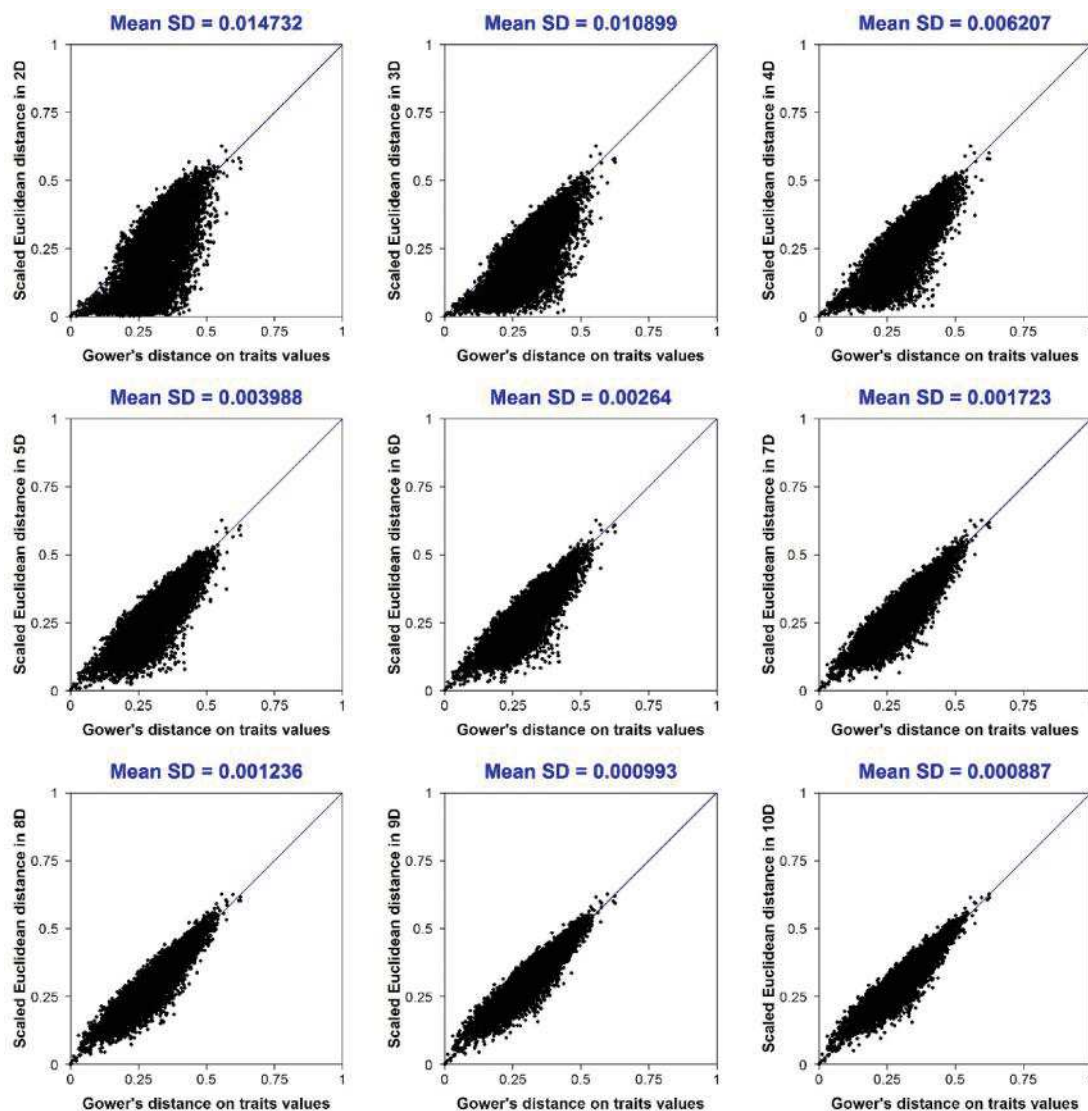 Mean SD = 0.014732
Scaled Euclidean distance in 2D
1
0.75
0.5
0.25
0
0 0.25 0.5 0.75 1
Gower's distance on traits values
Mean SD = 0.010899
Scaled Euclidean distance in 3D
1
0.75
0.5
0.25
0
0 0.25 0.5 0.75 1
Gower's distance on traits values
Mean SD = 0.006207
Scaled Euclidean distance in 4D
1
0.75
0.5
0.25
0
0 0.25 0.5 0.75 1
Gower's distance on traits values
Mean SD = 0.003988
Scaled Euclidean distance in 5D
1
0.75
0.5
0.25
0
0 0.25 0.5 0.75 1
Gower's distance on traits values
Mean SD = 0.00264
Scaled Euclidean distance in 6D
1
0.75
0.5
0.25
0
0 0.25 0.5 0.75 1
Gower's distance on traits values
Mean SD = 0.001723
Scaled Euclidean distance in 7D
1
0.75
0.5
0.25
0
0 0.25 0.5 0.75 1
Gower's distance on traits values
Mean SD = 0.001236
Scaled Euclidean distance in 8D
1
0.75
0.5
0.25
0
0 0.25 0.5 0.75 1
Gower's distance on traits values
Mean SD = 0.000993
Scaled Euclidean distance in 9D
1
0.75
0.5
0.25
0
0 0.25 0.5 0.75 1
Gower's distance on traits values
Mean SD = 0.000887
Scaled Euclidean distance in 10D
1
0.75
0.5
0.25
0
0 0.25 0.5 0.75 1
Gower's distance on traits values